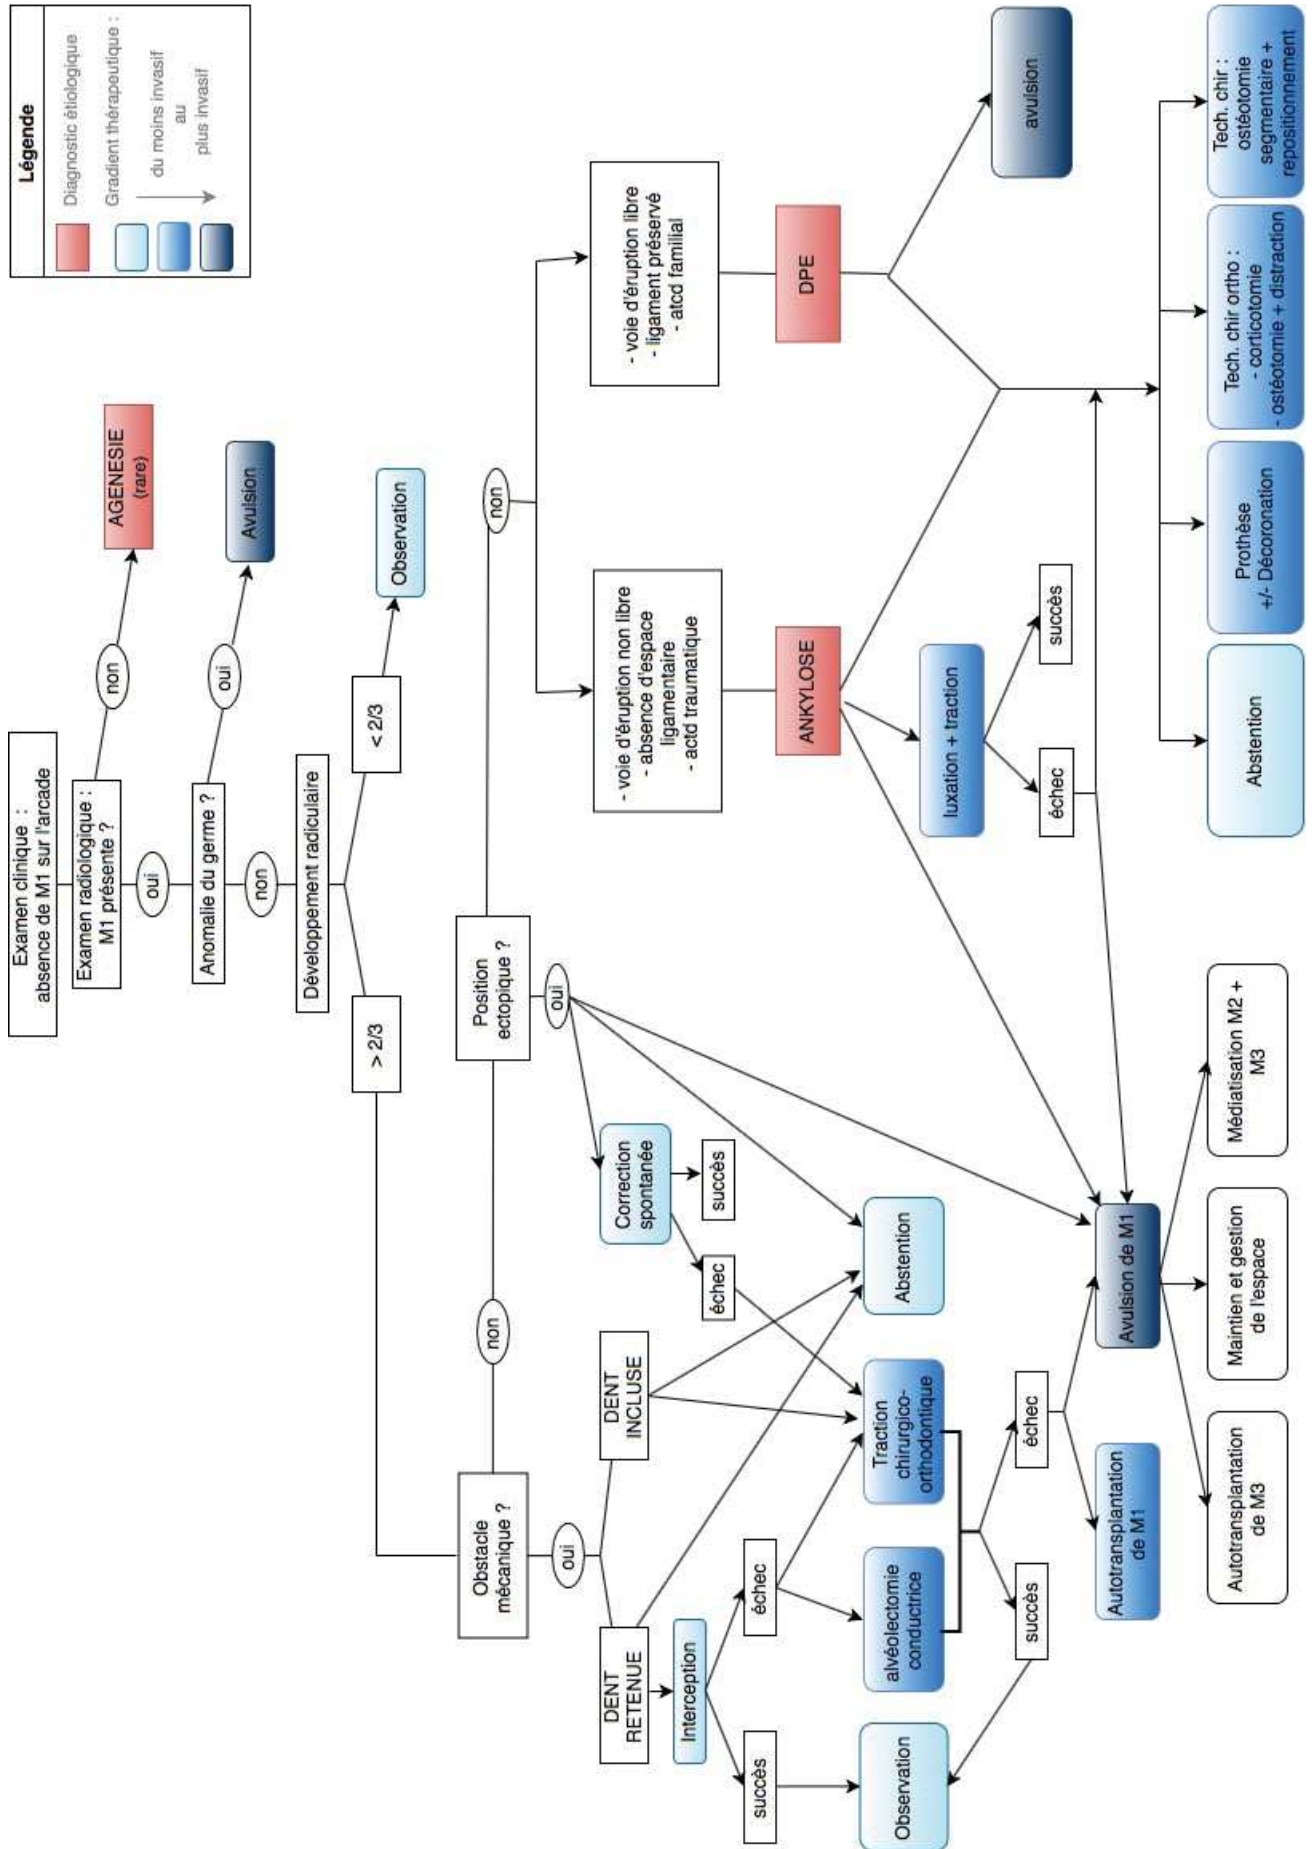 Légende
Diagnostic étiologique
Gradient thérapeutique :
du moins invasif
au
plus invasif
Examen clinique :
absence de M1 sur l'arcade
Examen radiologique :
M1 présente ?
non
AGENESIE
(rare)
oui
Anomalie du germe ?
oui
Avulsion
non
Développement radiculaire
> 2/3
< 2/3
Observation
Obstacle
mécanique ?
non
Position
ectopique ?
non
oui
oui
DENT
RETENUE
DENT
INCLUSE
Correction
spontanée
- voie d'éruption non libre
- absence d'espace
ligamentaire
- actd traumatique
- voie d'éruption libre
- ligament préservé
- atcd familial
Interception
échec
succès
ANKYLOSE
DPE
succès
échec
Observation
alvéolectomie
conductrice
Traction
chirurgico-
orthodontique
Abstention
luxation + traction
avulsion
succès
échec
échec
succès
Autotransplantation
de M1
Avulsion de M1
Autotransplantation
de M3
Maintien et gestion
de l'espace
Médiatisation M2 +
M3
Abstention
Prothèse
+/- Décoronation
Tech. chir ortho :
- corticotomie
- ostéotomie + distraction
Tech. chir :
ostéotomie
segmentaire +
repositionnement